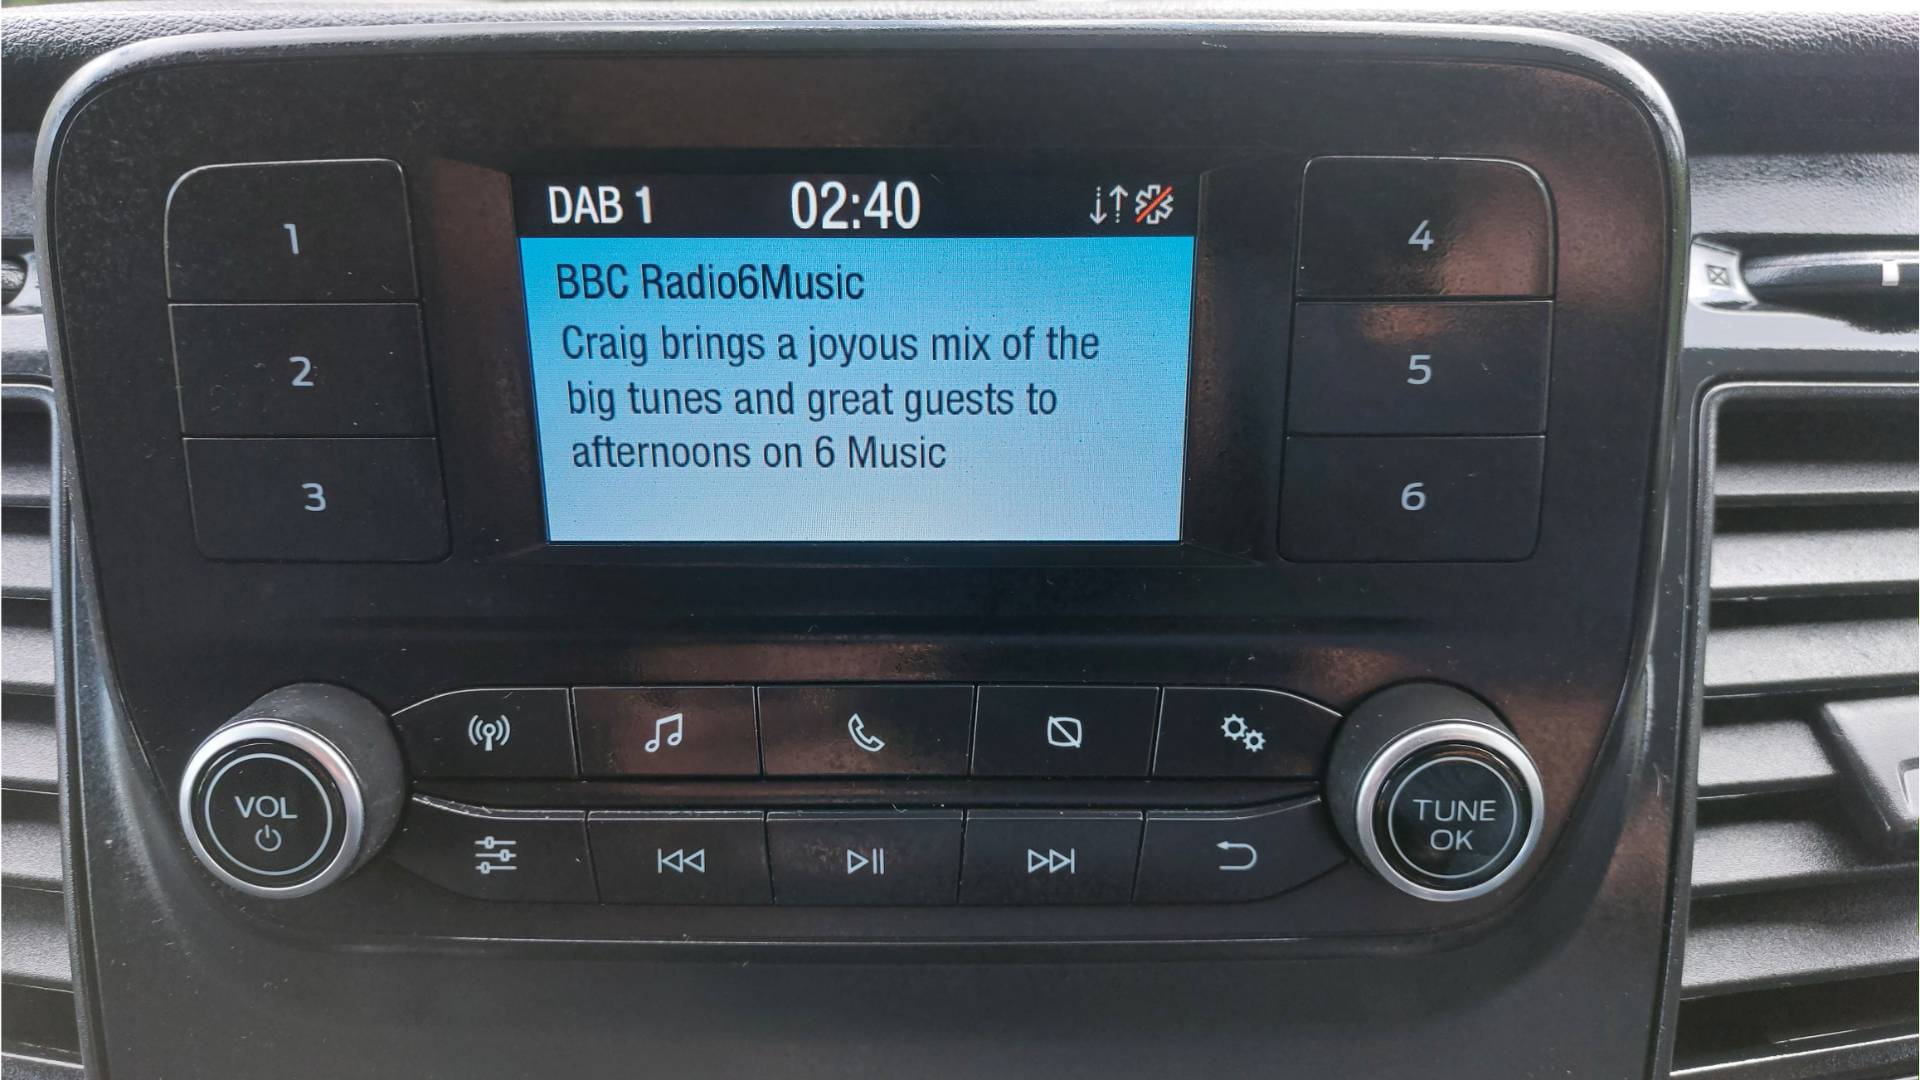 DAB 1 02:40
BBC Radio6Music
Craig brings a joyous mix of the
big tunes and great guests to
afternoons on 6 Music
1
2
3
4
5
6
VOL
TUNE
OK